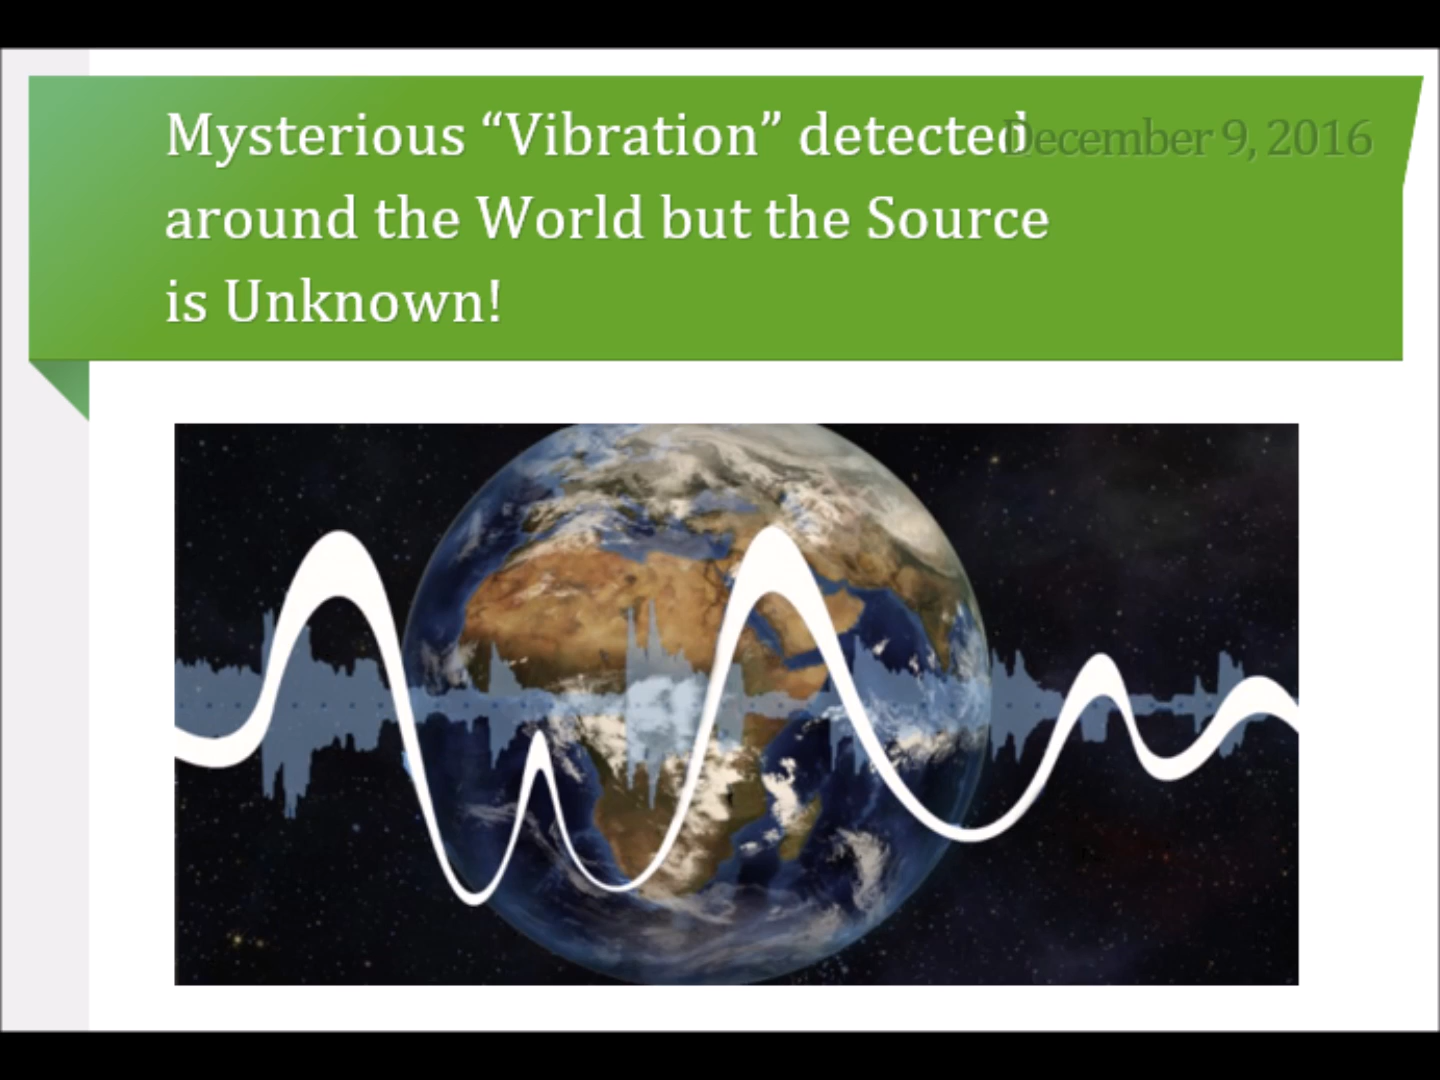 Mysterious “Vibration” detected
December 9, 2016
around the World but the Source
is Unknown!